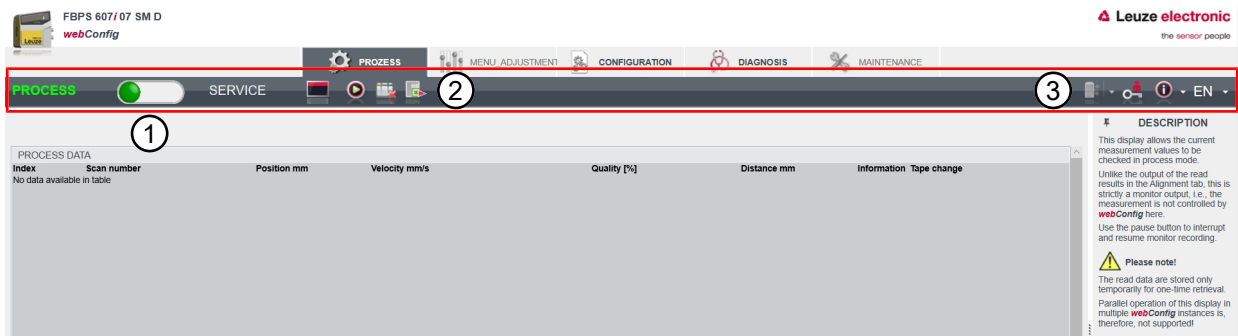 FBPS 607i 07 SM D
webConfig
Leuze
Leuze electronic
the sensor people
PROZESS
MENU_ADJUSTMENT
CONFIGURATION
DIAGNOSIS
MAINTENANCE
PROCESS
SERVICE
2
3
EN
1
PROCESS DATA
Index Scan number Position mm Velocity mm/s Quality [%] Distance mm Information Tape change
No data available in table
DESCRIPTION
This display allows the current
measurement values to be
checked in process mode.
Unlike the output of the read
results in the Alignment tab, this is
strictly a monitor output, i.e., the
measurement is not controlled by
webConfig here.
Use the pause button to interrupt
and resume monitor recording.
Please note!
The read data are stored only
temporarily for one-time retrieval.
Parallel operation of this display in
multiple webConfig instances is,
therefore, not supported!